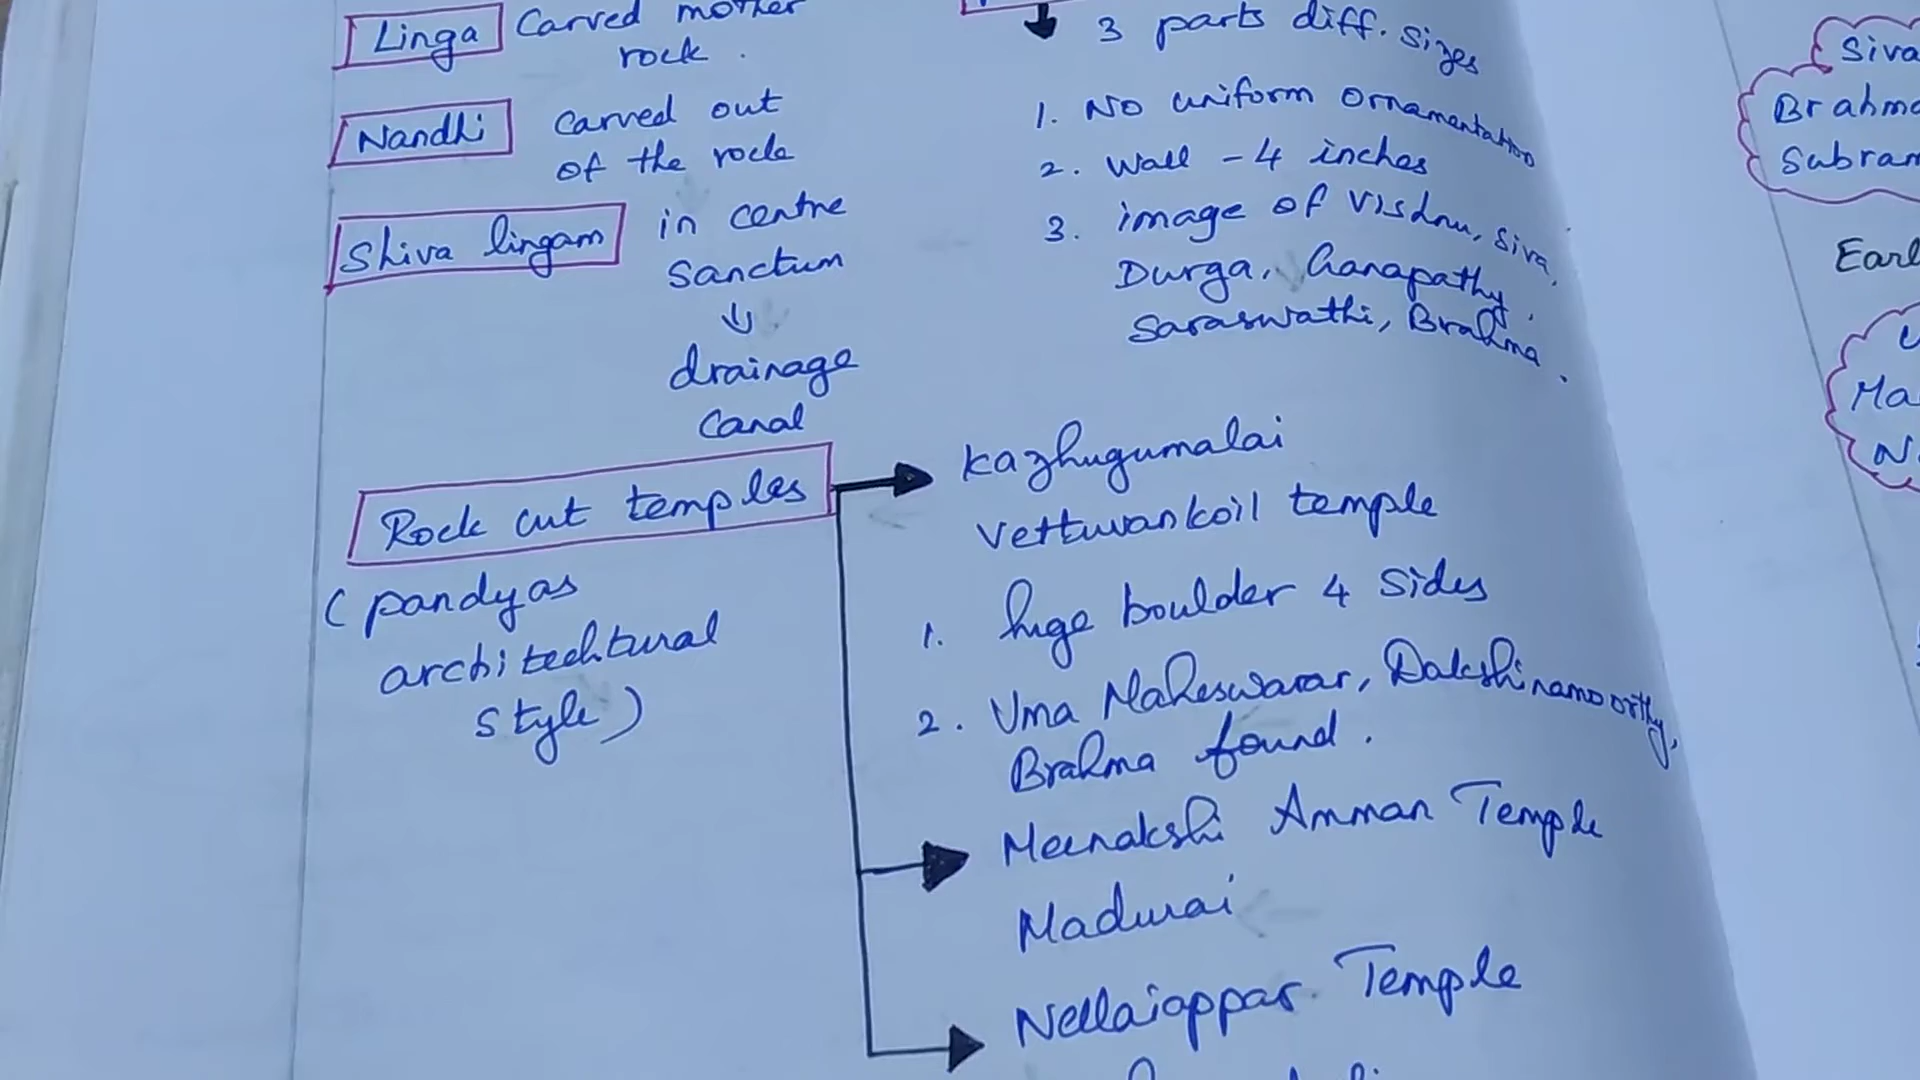 Linga Carved mother
rock.
Nandhi Carved out
of the rock
Shiva lingam in centre
Sanctum
↓
drainage
Canal
↓ 3 parts diff. sizes
1. No uniform Ornamentation
2. Wall - 4 inches
3. image of Vishnu, Siva,
Durga, Ganapathy,
Saraswathi, Brahma.
Rock cut temples
(pandyas
architechtural
style)
Kazhugumalai
Vettuvankoil temple
1. huge boulder 4 Sides
2. Uma Maheswarar, Dakshinamoorthy,
Brahma found.
Meenakshi Amman Temple
Madurai
Nellaiappar Temple
Siva
Brahma
Subram
Earl
Ma
N